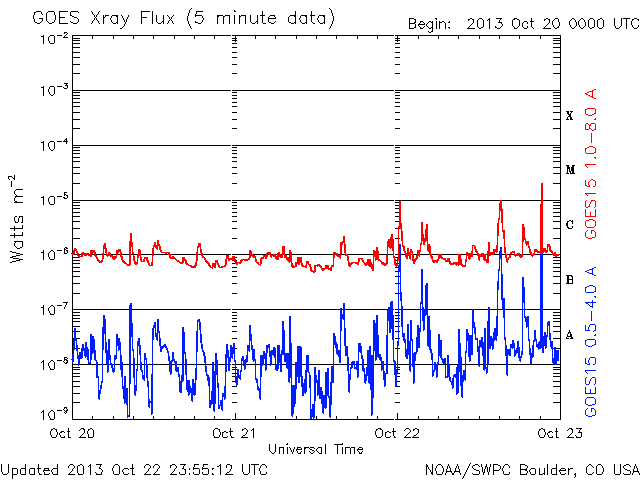 GOES Xray Flux (5 minute data)
Begin: 2013 Oct 20 0000 UTC
10⁻²
10⁻³
10⁻⁴
10⁻⁵
10⁻⁶
10⁻⁷
10⁻⁸
10⁻⁹
Watts m⁻²
X
M
C
B
A
GOES15 1.0–8.0 A
GOES15 0.5–4.0 A
Oct 20
Oct 21
Oct 22
Oct 23
Universal Time
Updated 2013 Oct 22 23:55:12 UTC
NOAA/SWPC Boulder, CO USA